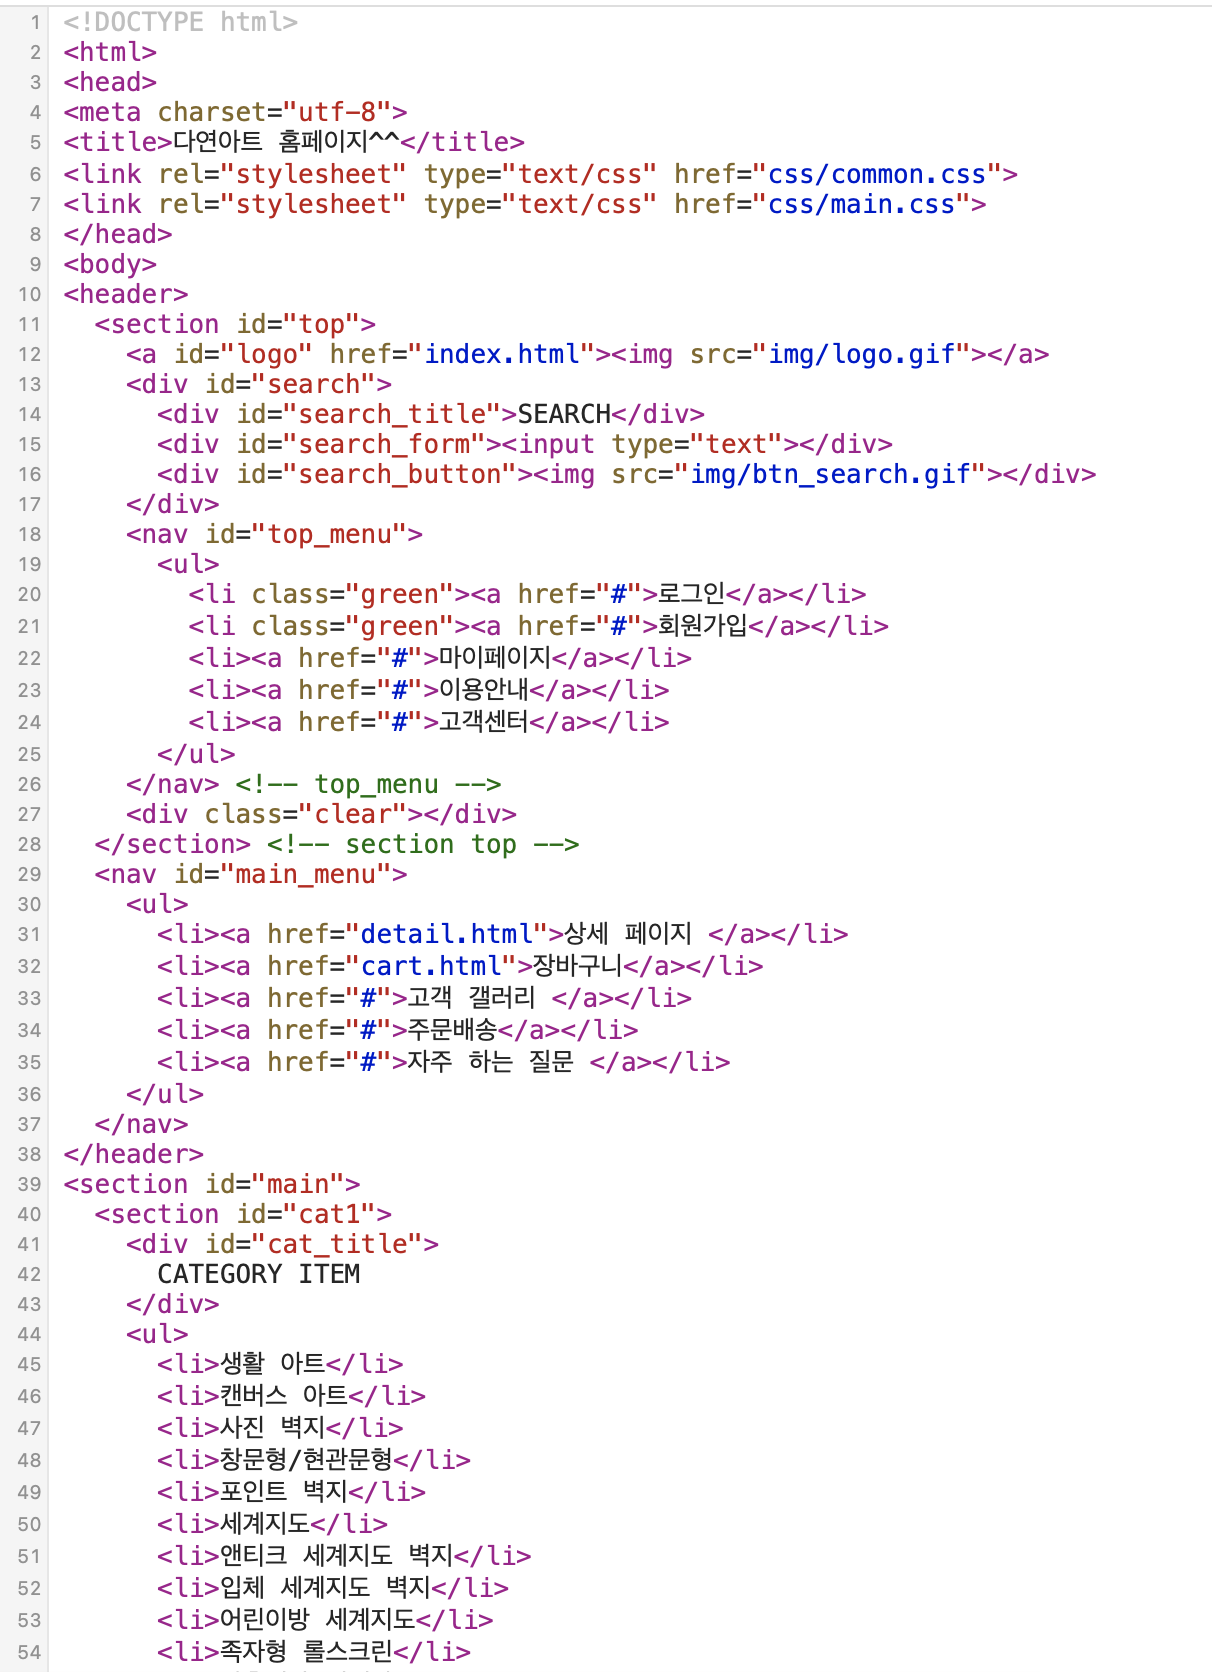 1 <!DOCTYPE html>
2 <html>
3 <head>
4 <meta charset="utf-8">
5 <title>다연아트 홈페이지^^</title>
6 <link rel="stylesheet" type="text/css" href="css/common.css">
7 <link rel="stylesheet" type="text/css" href="css/main.css">
8 </head>
9 <body>
10 <header>
11   <section id="top">
12     <a id="logo" href="index.html"><img src="img/logo.gif"></a>
13     <div id="search">
14       <div id="search_title">SEARCH</div>
15       <div id="search_form"><input type="text"></div>
16       <div id="search_button"><img src="img/btn_search.gif"></div>
17     </div>
18     <nav id="top_menu">
19       <ul>
20         <li class="green"><a href="#">로그인</a></li>
21         <li class="green"><a href="#">회원가입</a></li>
22         <li><a href="#">마이페이지</a></li>
23         <li><a href="#">이용안내</a></li>
24         <li><a href="#">고객센터</a></li>
25       </ul>
26     </nav> <!-- top_menu -->
27     <div class="clear"></div>
28   </section> <!-- section top -->
29   <nav id="main_menu">
30     <ul>
31       <li><a href="detail.html">상세 페이지 </a></li>
32       <li><a href="cart.html">장바구니</a></li>
33       <li><a href="#">고객 갤러리 </a></li>
34       <li><a href="#">주문배송</a></li>
35       <li><a href="#">자주 하는 질문 </a></li>
36     </ul>
37   </nav>
38 </header>
39 <section id="main">
40   <section id="cat1">
41     <div id="cat_title">
42       CATEGORY ITEM
43     </div>
44     <ul>
45       <li>생활 아트</li>
46       <li>캔버스 아트</li>
47       <li>사진 벽지</li>
48       <li>창문형/현관문형</li>
49       <li>포인트 벽지</li>
50       <li>세계지도</li>
51       <li>앤티크 세계지도 벽지</li>
52       <li>입체 세계지도 벽지</li>
53       <li>어린이방 세계지도</li>
54       <li>족자형 롤스크린</li>